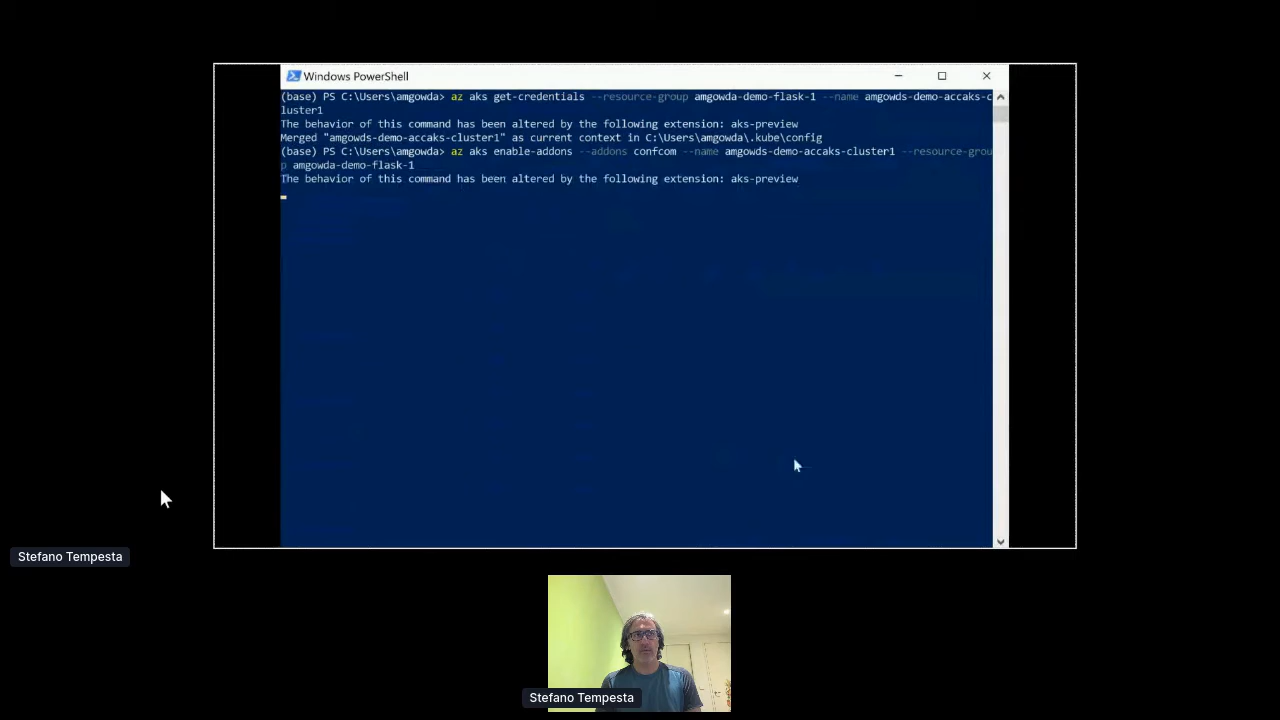 Windows PowerShell
(base) PS C:\Users\amgowda> az aks get-credentials --resource-group amgowda-demo-flask-1 --name amgowds-demo-accaks-c
luster1
The behavior of this command has been altered by the following extension: aks-preview
Merged "amgowds-demo-accaks-cluster1" as current context in C:\Users\amgowda\.kube\config
(base) PS C:\Users\amgowda> az aks enable-addons --addons confcom --name amgowds-demo-accaks-cluster1 --resource-grou
p amgowda-demo-flask-1
The behavior of this command has been altered by the following extension: aks-preview
Stefano Tempesta
Stefano Tempesta